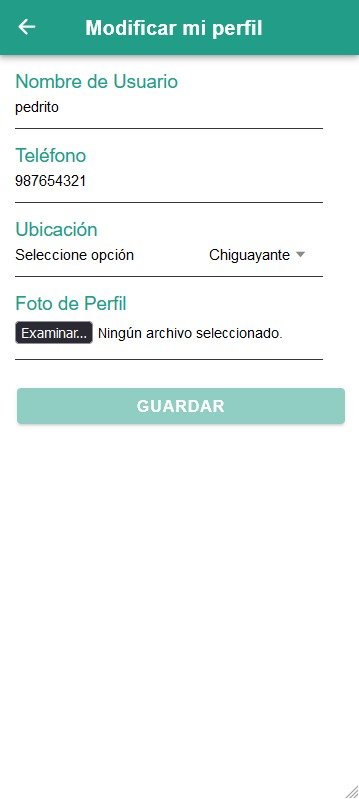 Modificar mi perfil
Nombre de Usuario
pedrito
Teléfono
987654321
Ubicación
Seleccione opción Chiguayante
Foto de Perfil
Examinar... Ningún archivo seleccionado.
GUARDAR